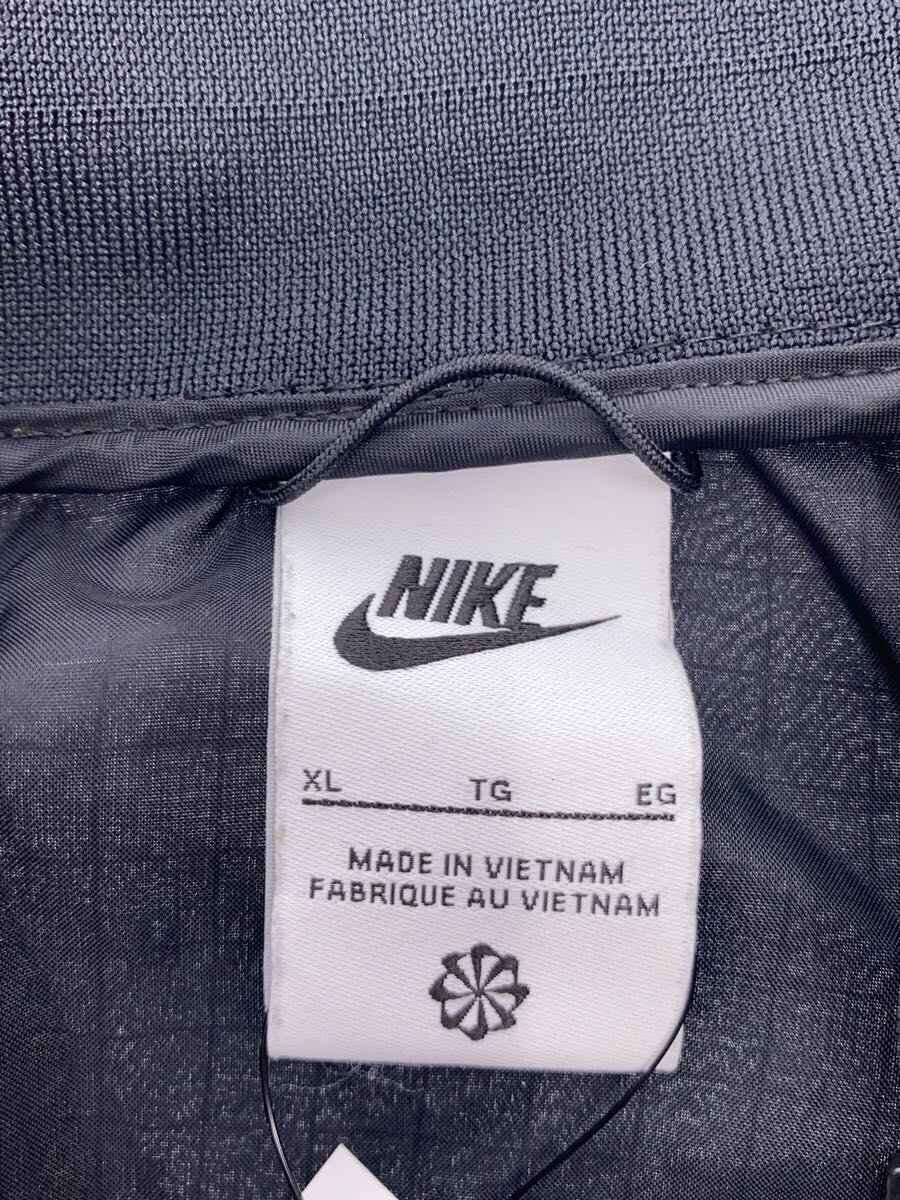 NIKE
XL TG EG
MADE IN VIETNAM
FABRIQUE AU VIETNAM